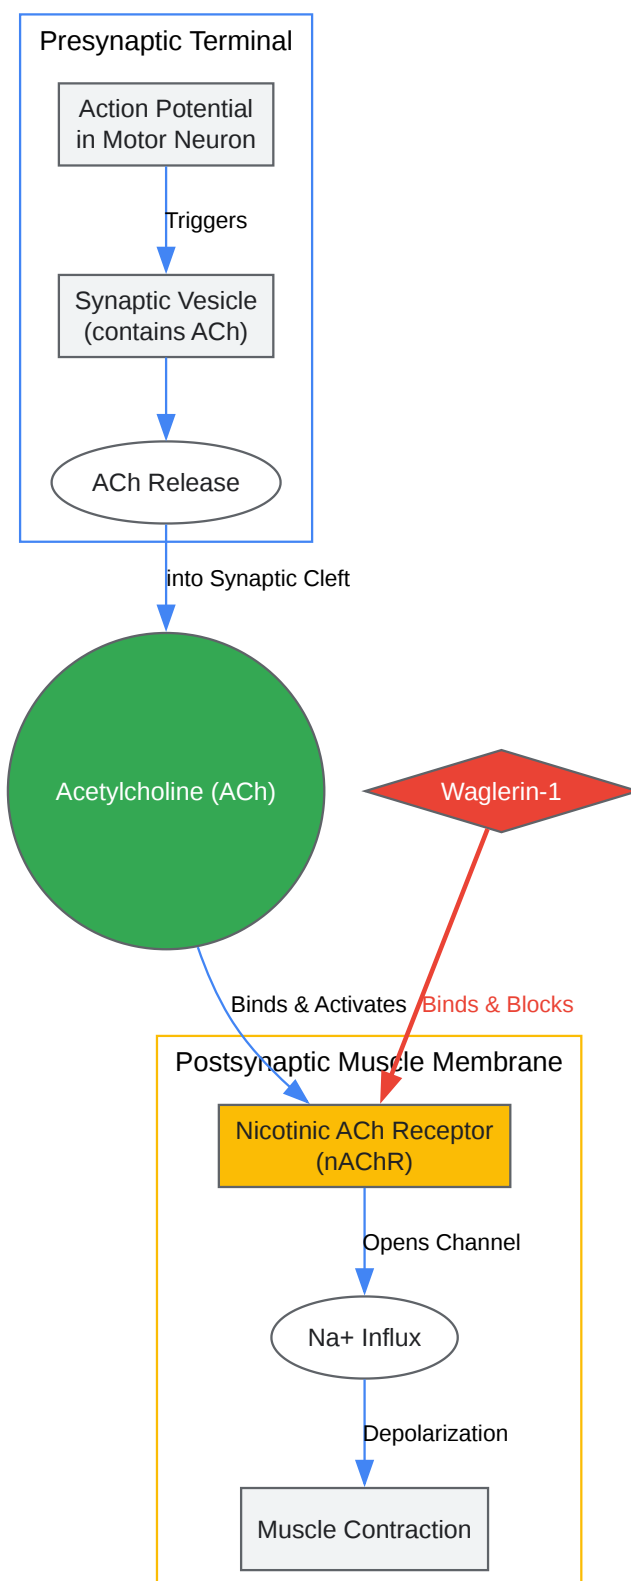 Presynaptic Terminal
Action Potential
in Motor Neuron
Triggers
Synaptic Vesicle
(contains ACh)
ACh Release
into Synaptic Cleft
Acetylcholine (ACh)
Waglerin-1
Binds & Activates
Binds & Blocks
Postsynaptic Muscle Membrane
Nicotinic ACh Receptor
(nAChR)
Opens Channel
Na+ Influx
Depolarization
Muscle Contraction